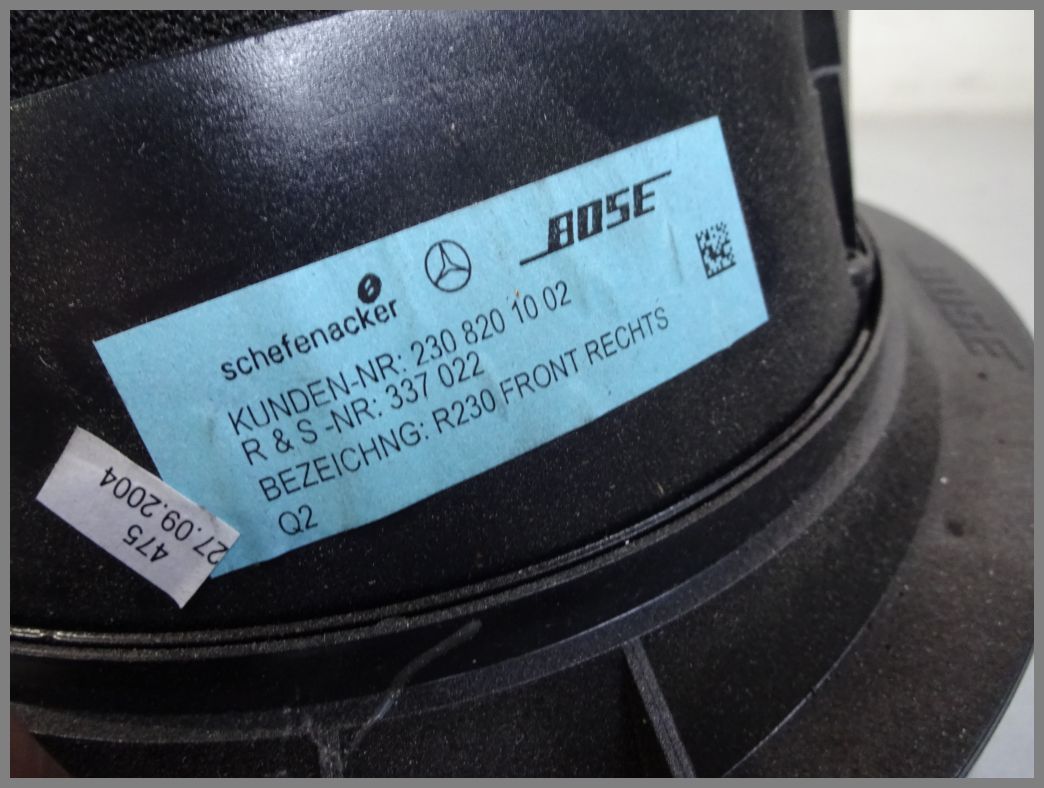 BOSE
schefenacker
KUNDEN-NR: 230 820 10 02
R & S -NR: 337 022
BEZEICHNG: R230 FRONT RECHTS
Q2
475
27.09.2004
BOSE